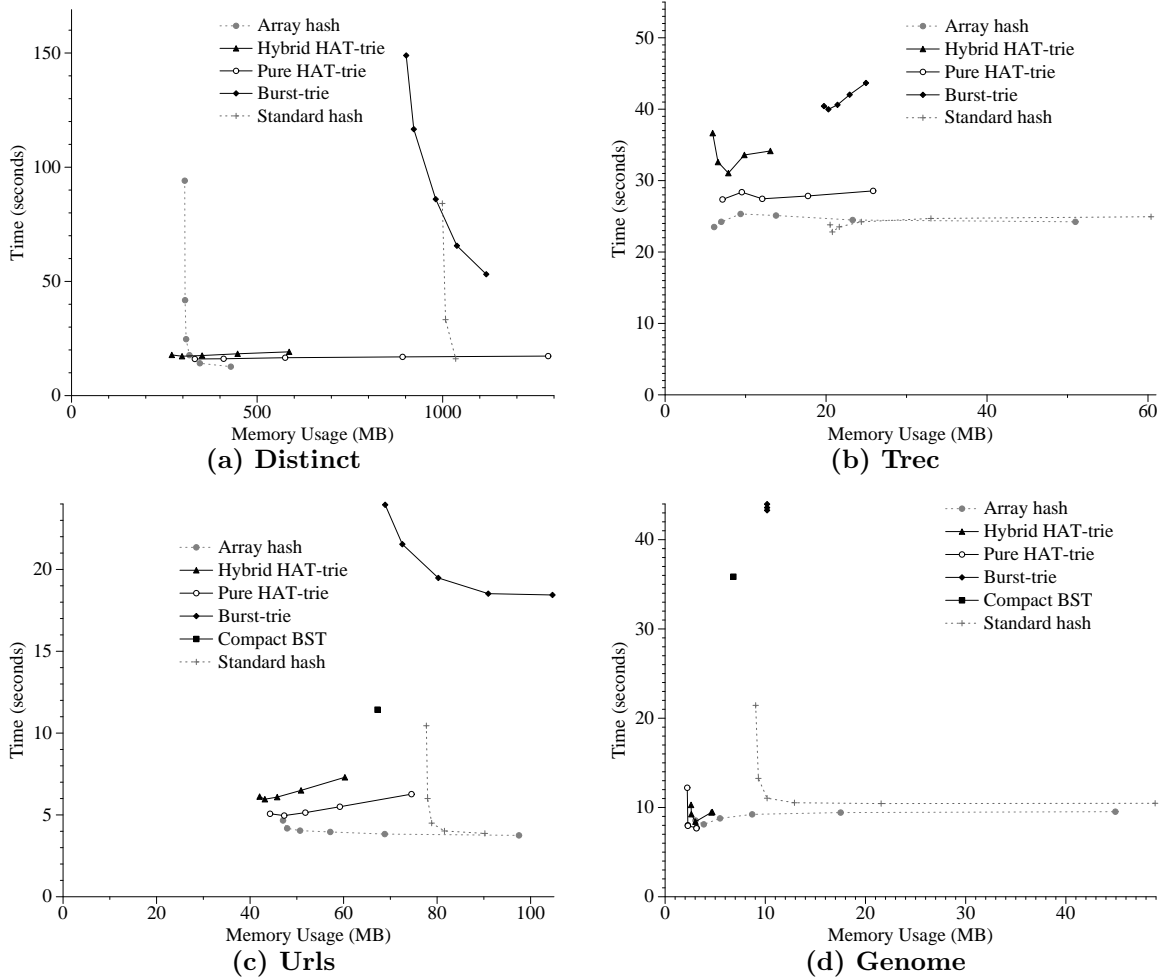 Array hash
Hybrid HAT-trie
Pure HAT-trie
Burst-trie
Standard hash
150
100
50
0
Time (seconds)
0 500 1000
Memory Usage (MB)
(a) Distinct
Array hash
Hybrid HAT-trie
Pure HAT-trie
Burst-trie
Standard hash
50
40
30
20
10
0
Time (seconds)
0 20 40 60
Memory Usage (MB)
(b) Trec
Array hash
Hybrid HAT-trie
Pure HAT-trie
Burst-trie
Compact BST
Standard hash
20
15
10
5
0
Time (seconds)
0 20 40 60 80 100
Memory Usage (MB)
(c) Urls
Array hash
Hybrid HAT-trie
Pure HAT-trie
Burst-trie
Compact BST
Standard hash
40
30
20
10
0
Time (seconds)
0 10 20 30 40
Memory Usage (MB)
(d) Genome